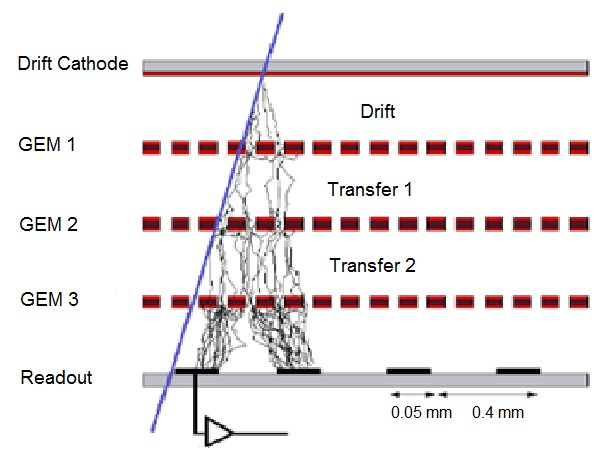 Drift Cathode
Drift
GEM 1
Transfer 1
GEM 2
Transfer 2
GEM 3
Readout
0.05 mm
0.4 mm